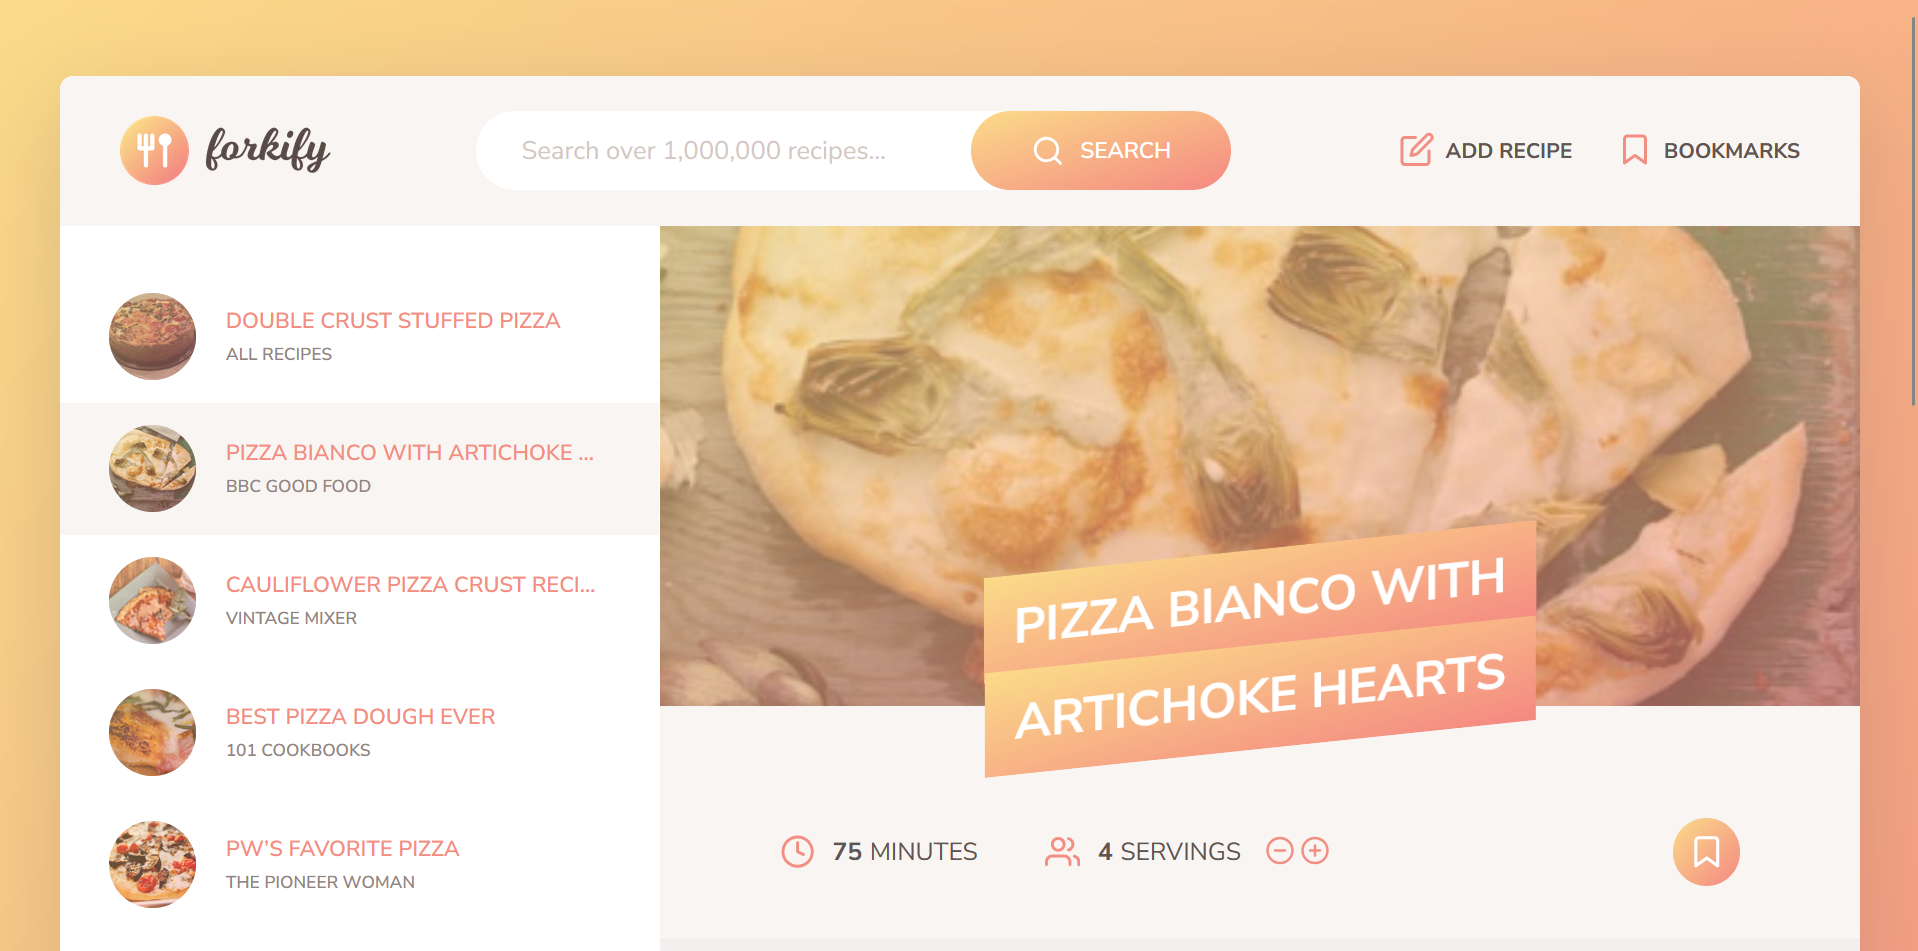 forkify
Search over 1,000,000 recipes...
SEARCH
ADD RECIPE
BOOKMARKS
DOUBLE CRUST STUFFED PIZZA
ALL RECIPES
PIZZA BIANCO WITH ARTICHOKE ...
BBC GOOD FOOD
CAULIFLOWER PIZZA CRUST RECI...
VINTAGE MIXER
BEST PIZZA DOUGH EVER
101 COOKBOOKS
PW'S FAVORITE PIZZA
THE PIONEER WOMAN
PIZZA BIANCO WITH
ARTICHOKE HEARTS
75 MINUTES
4 SERVINGS